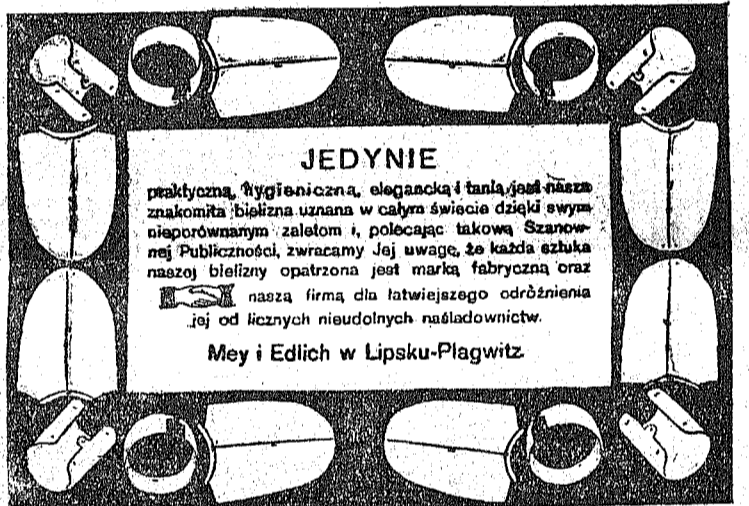 JEDYNIE
praktyczną, hygieniczną, elegancką i tanią jest nasza
znakomita bielizna uznana w całym świecie dzięki swym
nieporównanym zaletom i, polecając takową Szanow-
nej Publiczności, zwracamy Jej uwagę, że każda sztuka
naszej bielizny opatrzona jest marką fabryczną oraz
naszą firmą dla łatwiejszego odróżnienia
jej od licznych nieudolnych naśladownictw.
Mey i Edlich w Lipsku-Plagwitz